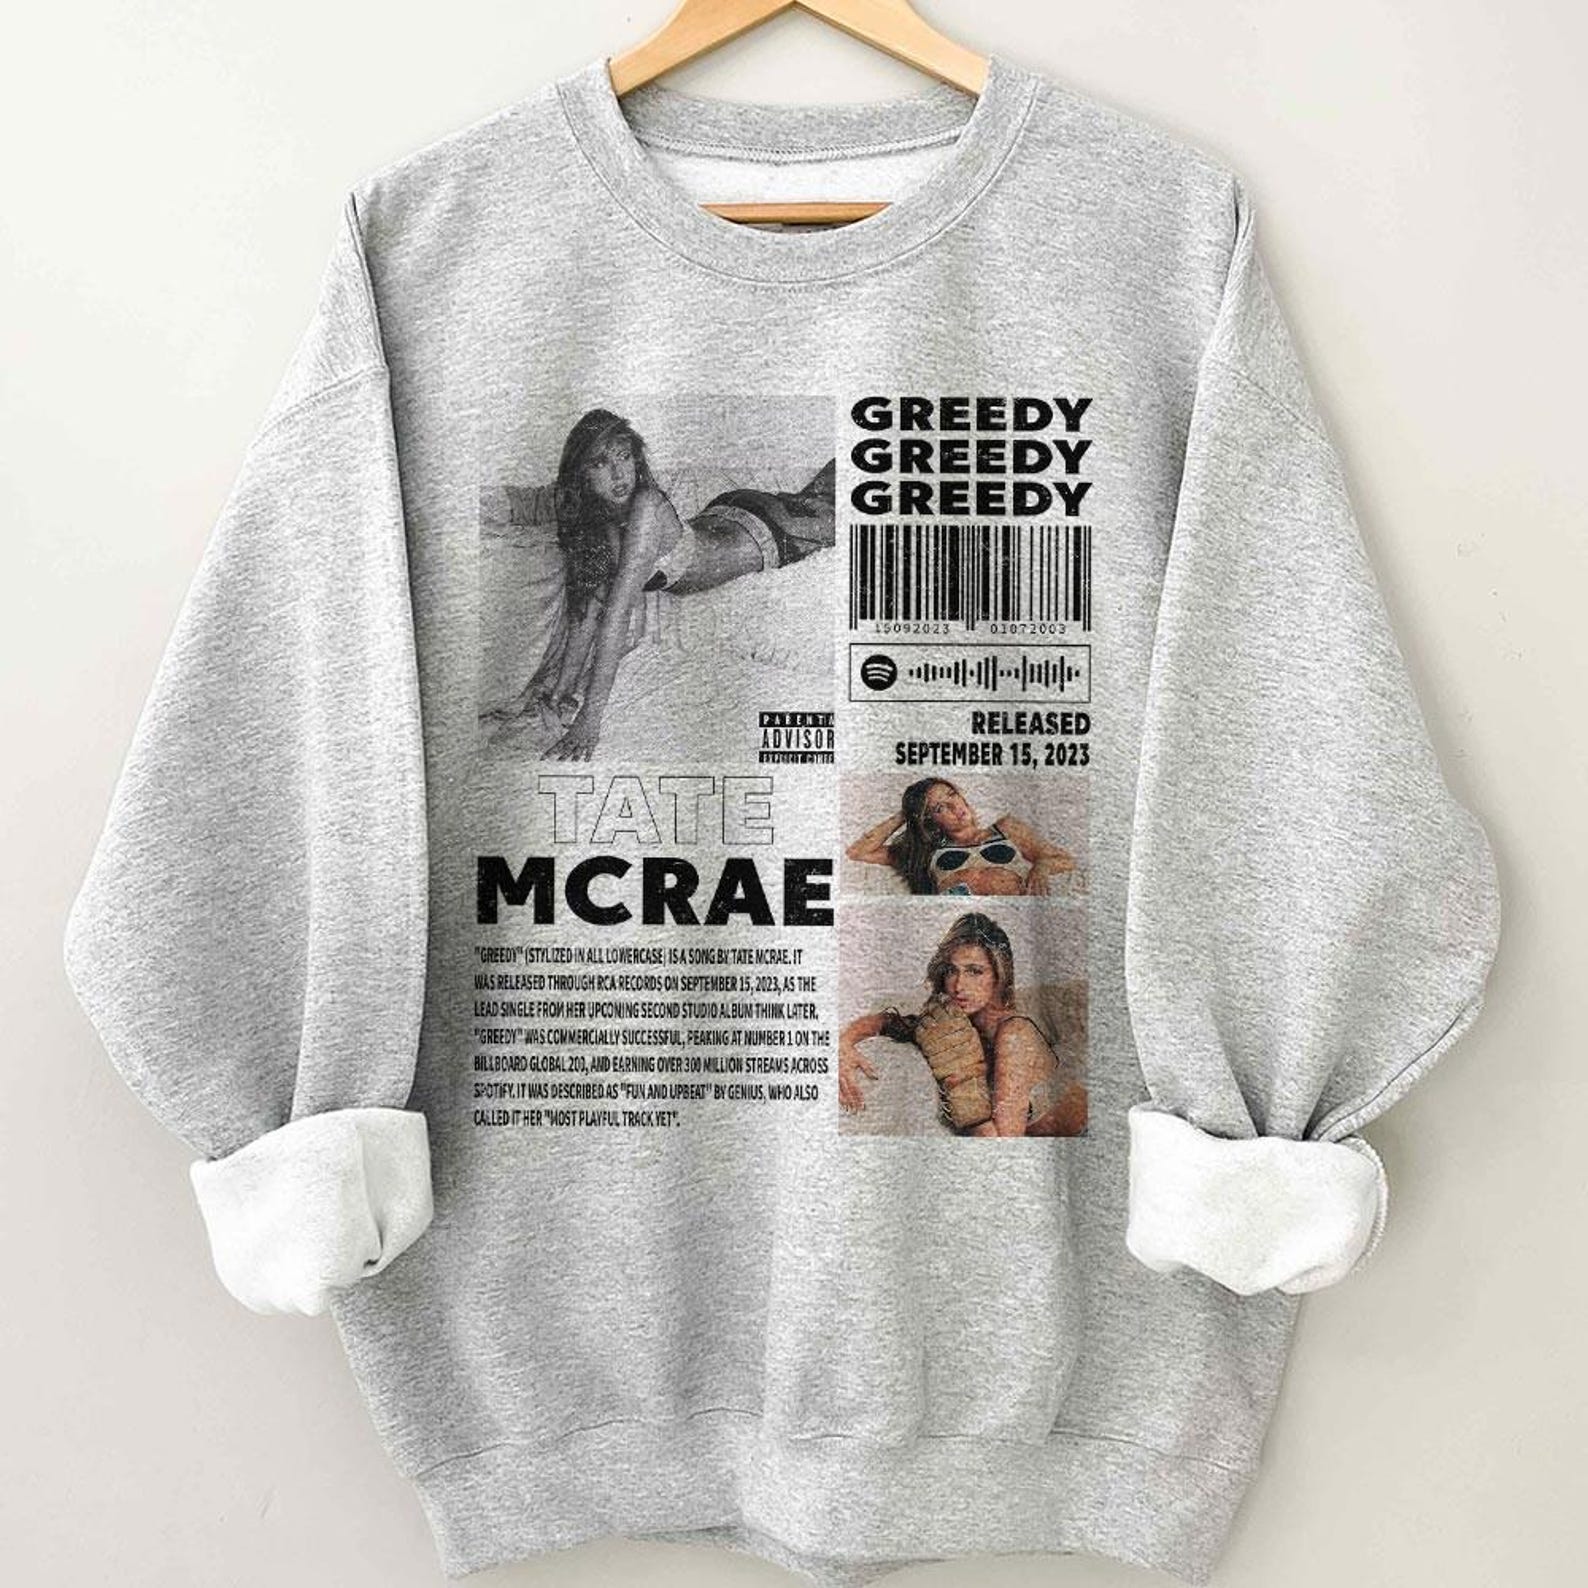 GREEDY
GREEDY
GREEDY
15092023 01072003
RELEASED
SEPTEMBER 15, 2023
PARENTA
ADVISOR
EXPLICIT CONTE
TATE
MCRAE
"GREEDY" (STYLIZED IN ALL LOWERCASE) IS A SONG BY TATE MCRAE. IT
WAS RELEASED THROUGH RCA RECORDS ON SEPTEMBER 15, 2023, AS THE
LEAD SINGLE FROM HER UPCOMING SECOND STUDIO ALBUM THINK LATER.
"GREEDY" WAS COMMERCIALLY SUCCESSFUL, PEAKING AT NUMBER 1 ON THE
BILLBOARD GLOBAL 200, AND EARNING OVER 300 MILLION STREAMS ACROSS
SPOTIFY. IT WAS DESCRIBED AS "FUN AND UPBEAT" BY GENIUS, WHO ALSO
CALLED IT HER "MOST PLAYFUL TRACK YET".